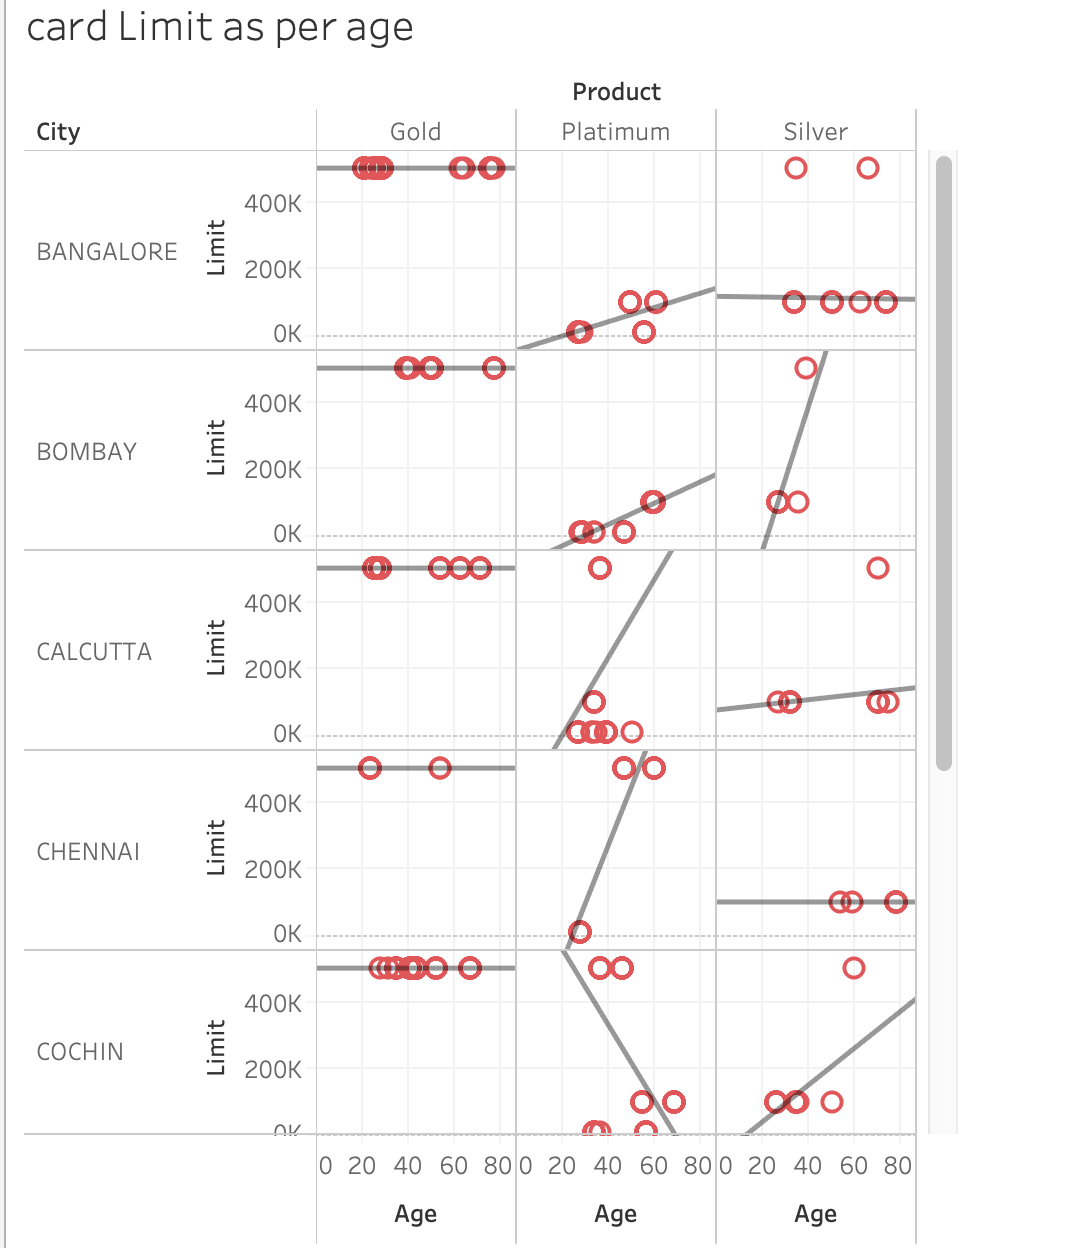 card Limit as per age
Product
City Gold Platimum Silver
BANGALORE Limit 400K 200K 0K
BOMBAY Limit 400K 200K 0K
CALCUTTA Limit 400K 200K 0K
CHENNAI Limit 400K 200K 0K
COCHIN Limit 400K 200K 0K
0 20 40 60 80 0 20 40 60 80 0 20 40 60 80
Age Age Age